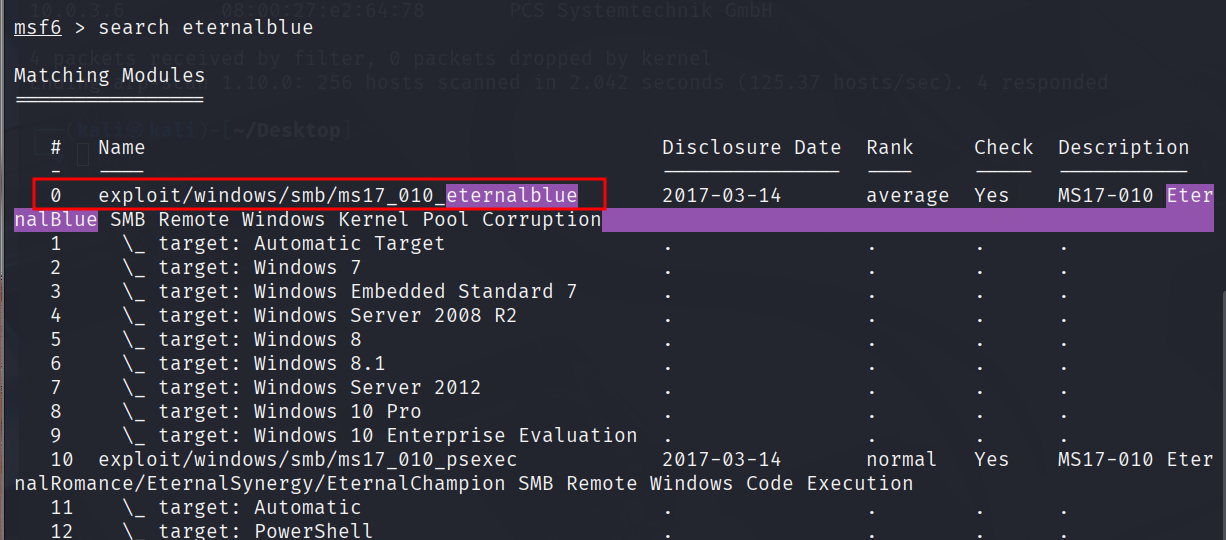 10.0.3.6 08:00:27:e2:64:78 PCS Systemtechnik GmbH
msf6 > search eternalblue
4 packets received by filter, 0 packets dropped by kernel
Matching Modules
Ending arp-scan 1.10.0: 256 hosts scanned in 2.042 seconds (125.37 hosts/sec). 4 responded
================
(kali㉿kali)-[~/Desktop]
# Name Disclosure Date Rank Check Description
- ---- --------------- ---- ----- -----------
0 exploit/windows/smb/ms17_010_eternalblue 2017-03-14 average Yes MS17-010 Eter
nalBlue SMB Remote Windows Kernel Pool Corruption
1 \_ target: Automatic Target . . . .
2 \_ target: Windows 7 . . . .
3 \_ target: Windows Embedded Standard 7 . . . .
4 \_ target: Windows Server 2008 R2 . . . .
5 \_ target: Windows 8 . . . .
6 \_ target: Windows 8.1 . . . .
7 \_ target: Windows Server 2012 . . . .
8 \_ target: Windows 10 Pro . . . .
9 \_ target: Windows 10 Enterprise Evaluation . . . .
10 exploit/windows/smb/ms17_010_psexec 2017-03-14 normal Yes MS17-010 Eter
nalRomance/EternalSynergy/EternalChampion SMB Remote Windows Code Execution
11 \_ target: Automatic . . . .
12 \_ target: PowerShell . . . .